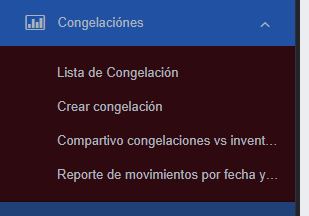 Congelaciónes
Lista de Congelación
Crear congelación
Compartivo congelaciones vs invent...
Reporte de movimientos por fecha y...